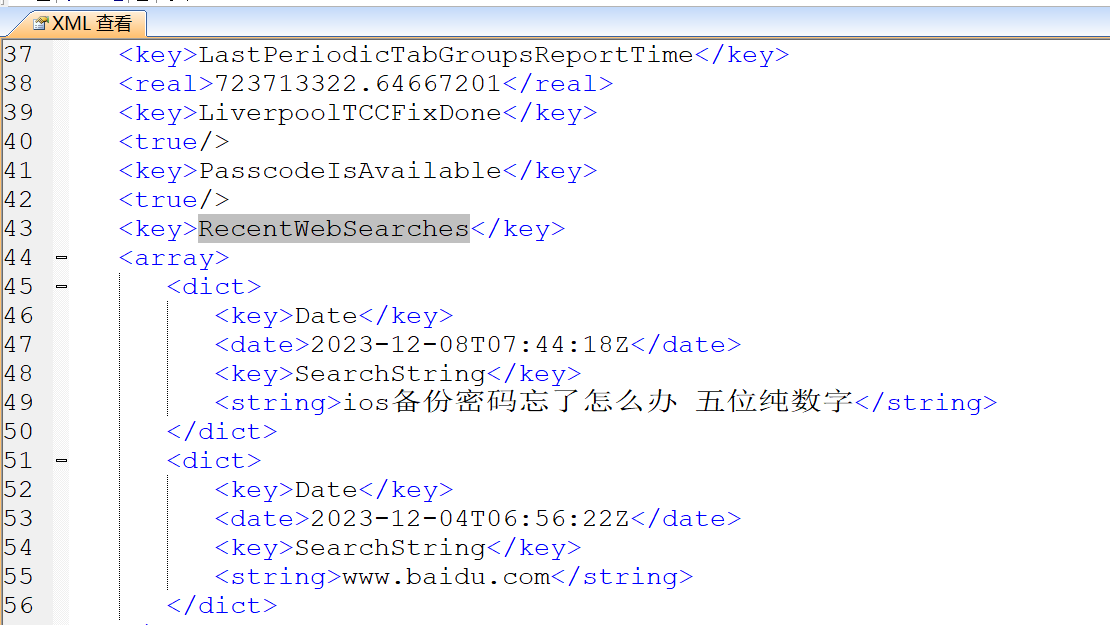 XML 查看
37 <key>LastPeriodicTabGroupsReportTime</key>
38 <real>723713322.64667201</real>
39 <key>LiverpoolTCCFixDone</key>
40 <true/>
41 <key>PasscodeIsAvailable</key>
42 <true/>
43 <key>RecentWebSearches</key>
44 <array>
45 <dict>
46 <key>Date</key>
47 <date>2023-12-08T07:44:18Z</date>
48 <key>SearchString</key>
49 <string>ios备份密码忘了怎么办 五位纯数字</string>
50 </dict>
51 <dict>
52 <key>Date</key>
53 <date>2023-12-04T06:56:22Z</date>
54 <key>SearchString</key>
55 <string>www.baidu.com</string>
56 </dict>